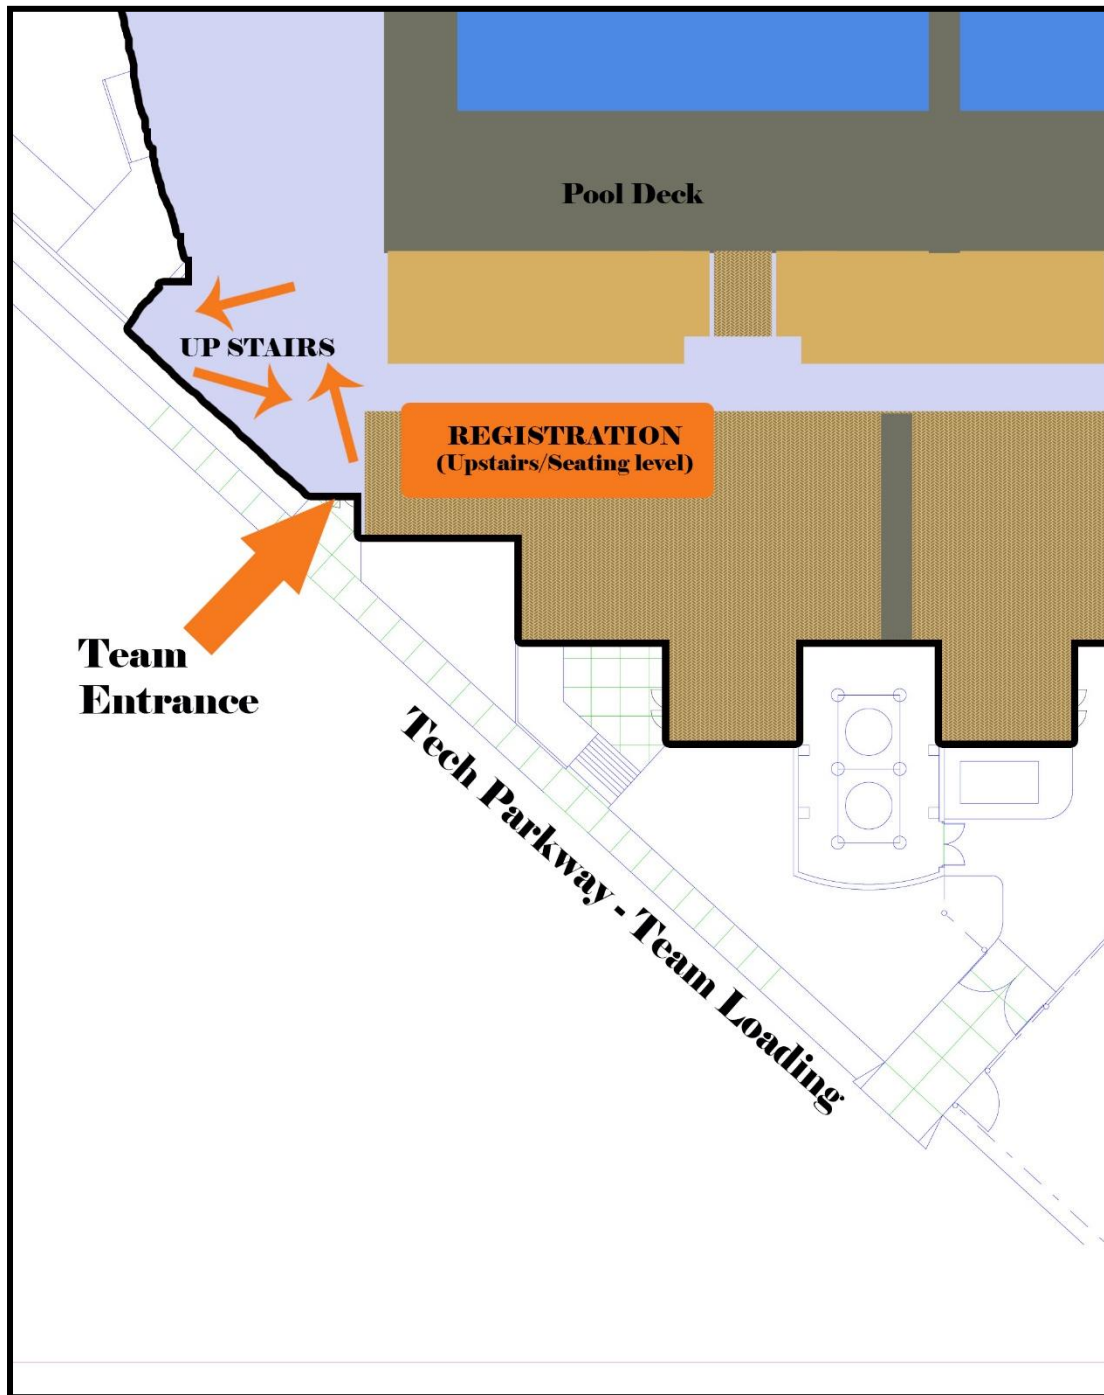 Pool Deck
UP STAIRS
REGISTRATION
(Upstairs/Seating level)
Team
Entrance
Tech Parkway - Team Loading